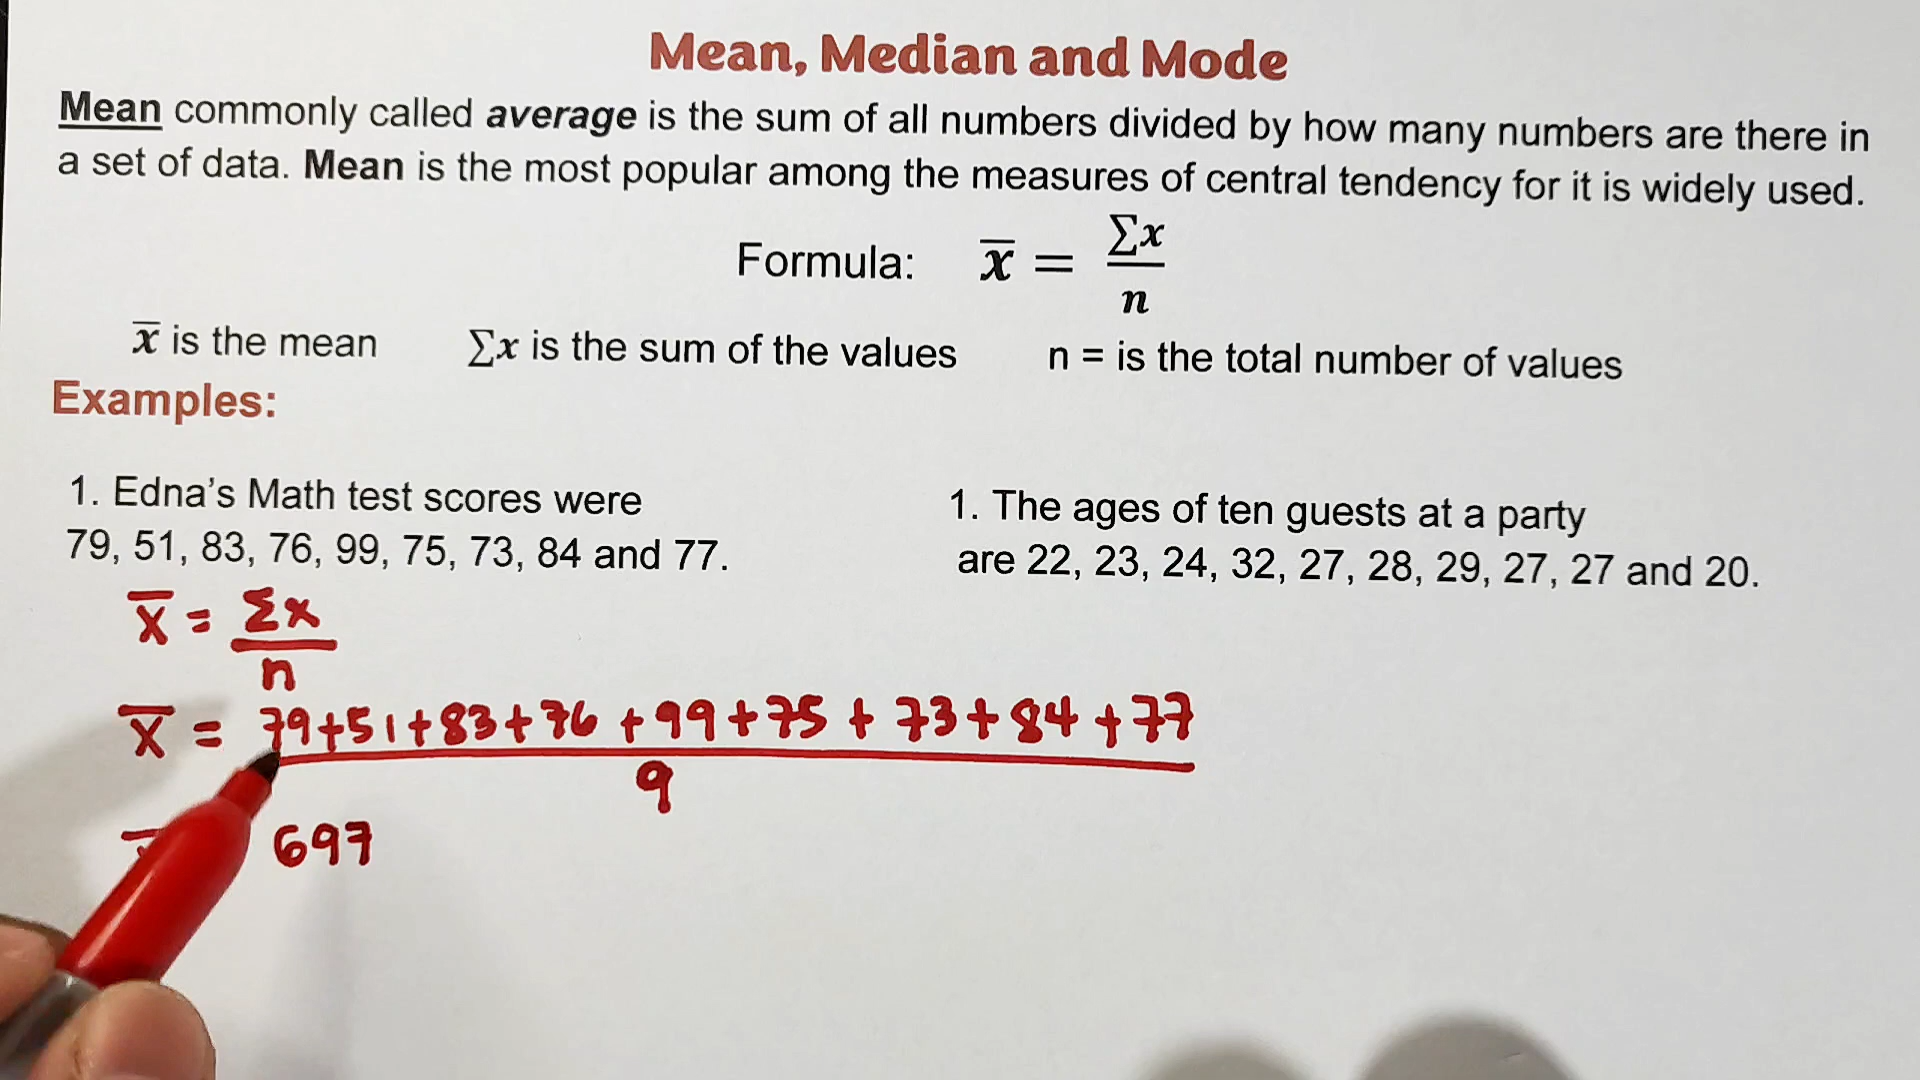 Mean, Median and Mode
Mean commonly called average is the sum of all numbers divided by how many numbers are there in
a set of data. Mean is the most popular among the measures of central tendency for it is widely used.
Formula: x̅ = ∑x / n
x̅ is the mean ∑x is the sum of the values n = is the total number of values
Examples:
1. Edna's Math test scores were
79, 51, 83, 76, 99, 75, 73, 84 and 77.
1. The ages of ten guests at a party
are 22, 23, 24, 32, 27, 28, 29, 27, 27 and 20.
x̅ = Σx
n
x̅ = 79+51+83+76+99+75+73+84+77
9
697